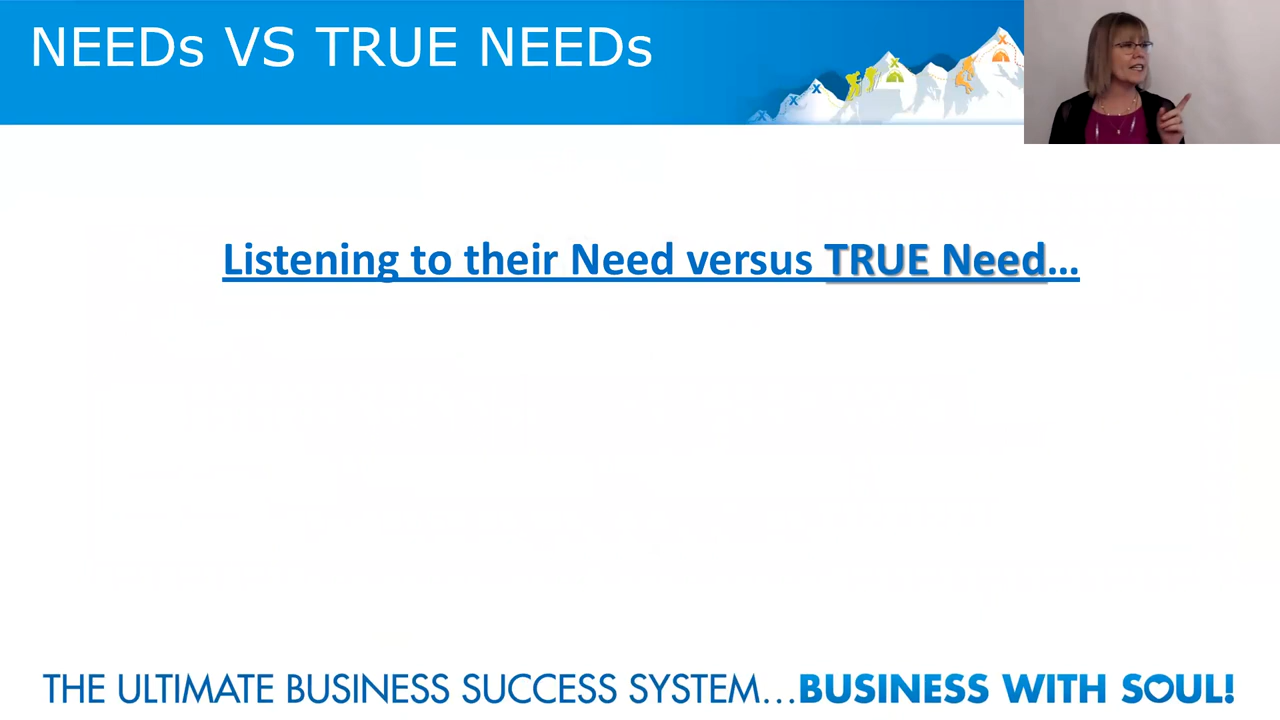 NEEDs VS TRUE NEEDs
Listening to their Need versus TRUE Need...
THE ULTIMATE BUSINESS SUCCESS SYSTEM...BUSINESS WITH SOUL!